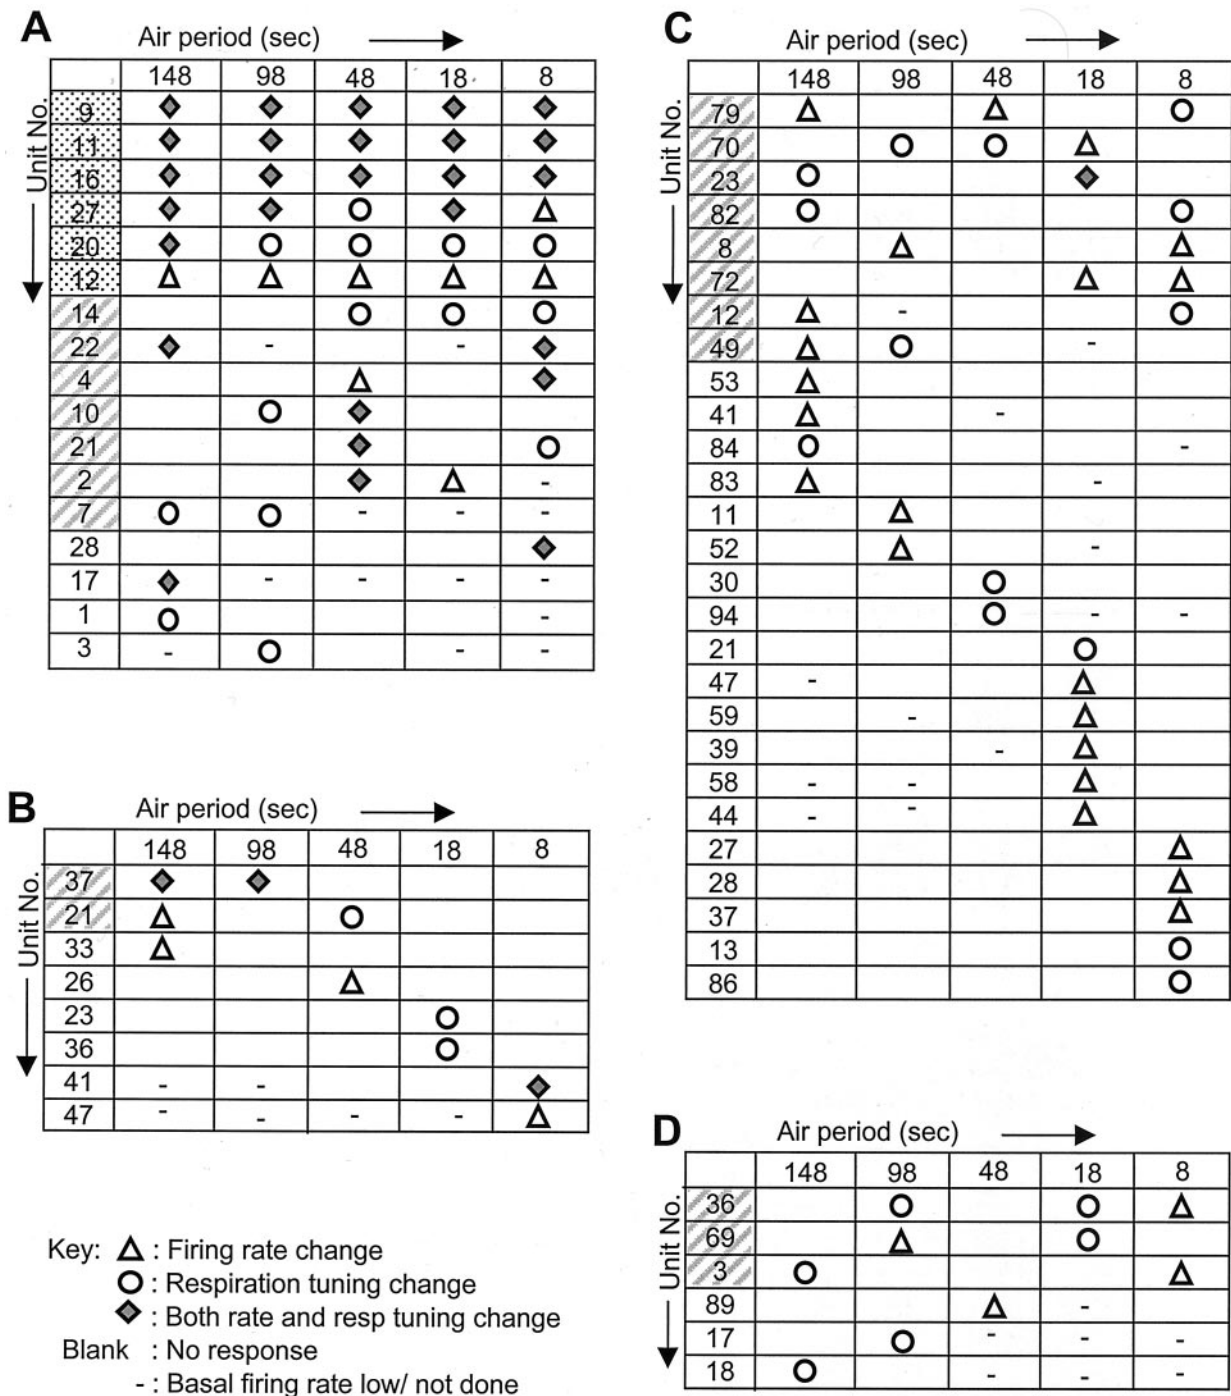 A
Air period (sec)
Unit No.
148 98 48 18 8
9
11
16
27
20
12
14
22 - -
4
10
21
2 -
7 - - -
28
17 - - - -
1 -
3 - - -
B
Air period (sec)
Unit No.
148 98 48 18 8
37
21
33
26
23
36
41 - -
47 - - - -
Key: △ : Firing rate change
○ : Respiration tuning change
◆ : Both rate and resp tuning change
Blank : No response
- : Basal firing rate low/ not done
C
Air period (sec)
Unit No.
148 98 48 18 8
79
70
23
82
8
72
12 -
49 -
53
41 -
84 -
83 -
11
52 -
30
94 - -
21
47 -
59 -
39 -
58 - -
44 - -
27
28
37
13
86
D
Air period (sec)
Unit No.
148 98 48 18 8
36
69
3
89 -
17 - - -
18 - - -